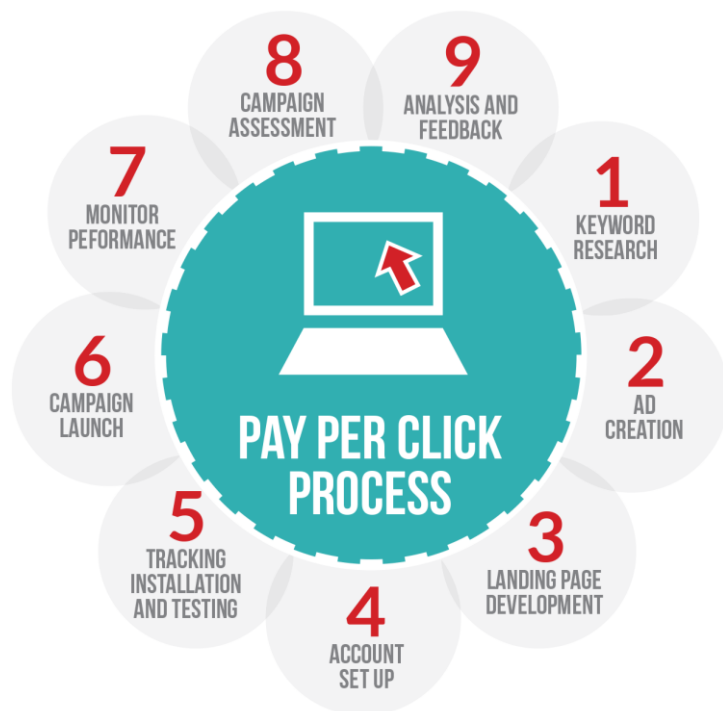 8
CAMPAIGN
ASSESSMENT
9
ANALYSIS AND
FEEDBACK
7
MONITOR
PEFORMANCE
1
KEYWORD
RESEARCH
6
CAMPAIGN
LAUNCH
2
AD
CREATION
PAY PER CLICK
PROCESS
5
TRACKING
INSTALLATION
AND TESTING
3
LANDING PAGE
DEVELOPMENT
4
ACCOUNT
SET UP